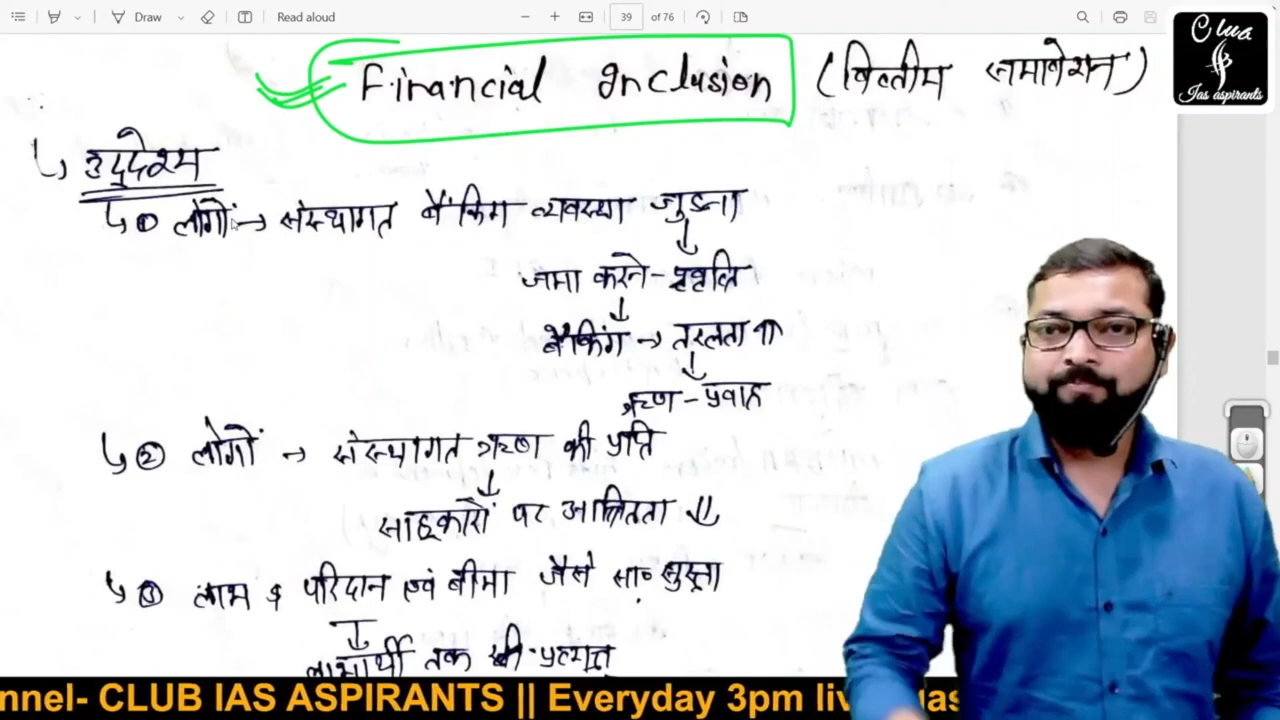 Draw
Read aloud
39
of 76
Club
Ias aspirants
Financial Inclusion (वित्तीय समावेशन)
उद्देश्य
① लोगों → संस्थागत बैंकिंग व्यवस्था जुड़ना
जमा करने - प्रवृत्ति
बैंकिंग → तरलता ↑↑
ऋण - प्रवाह
② लोगों → संस्थागत ऋण की प्राप्ति
साहूकारों पर आश्रितता ↓↓
③ लाभ परिदान एवं बीमा जैसे सा० सुरक्षा
लाभार्थी तक
nnel- CLUB IAS ASPIRANTS || Everyday 3pm liv